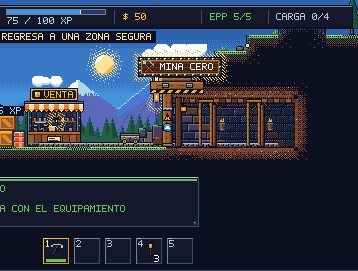 75 / 100 XP
$ 50
EPP 5/5
CARGA 0/4
REGRESA A UNA ZONA SEGURA
MINA CERO
VENTA
S XP
O
A CON EL EQUIPAMIENTO
1 2 3 4 5
3